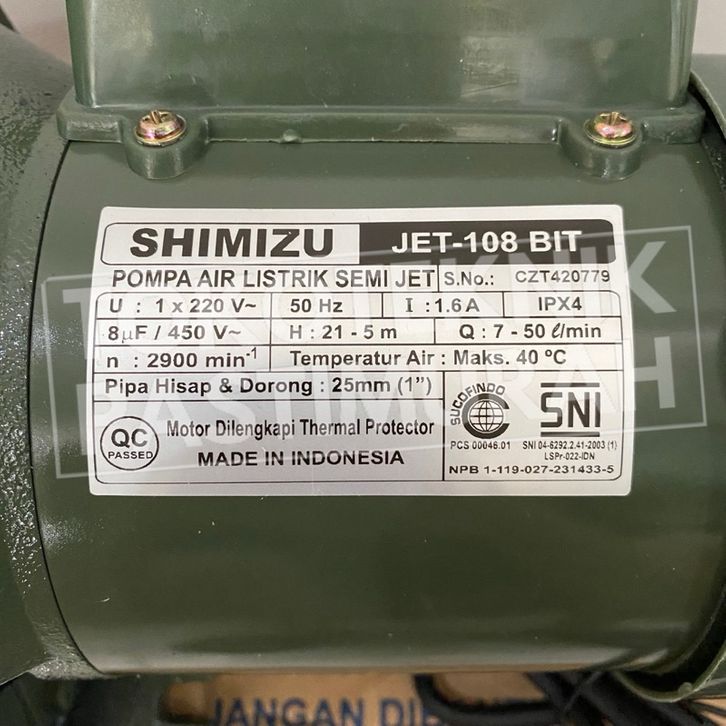 SHIMIZU JET-108 BIT
POMPA AIR LISTRIK SEMI JET S.No.: CZT420779
U : 1 x 220 V~ 50 Hz I : 1.6 A IPX4
8µF / 450 V~ H : 21 - 5 m Q : 7 - 50 ℓ/min
n : 2900 min⁻¹ Temperatur Air : Maks. 40 ºC
Pipa Hisap & Dorong : 25mm (1")
QC PASSED
Motor Dilengkapi Thermal Protector
MADE IN INDONESIA
SUCOFINDO
PCS 00046.01
SNI
SNI 04-6292.2.41-2003 (1)
LSPr-022-IDN
NPB 1-119-027-231433-5
PASTIMURAH
JANGAN